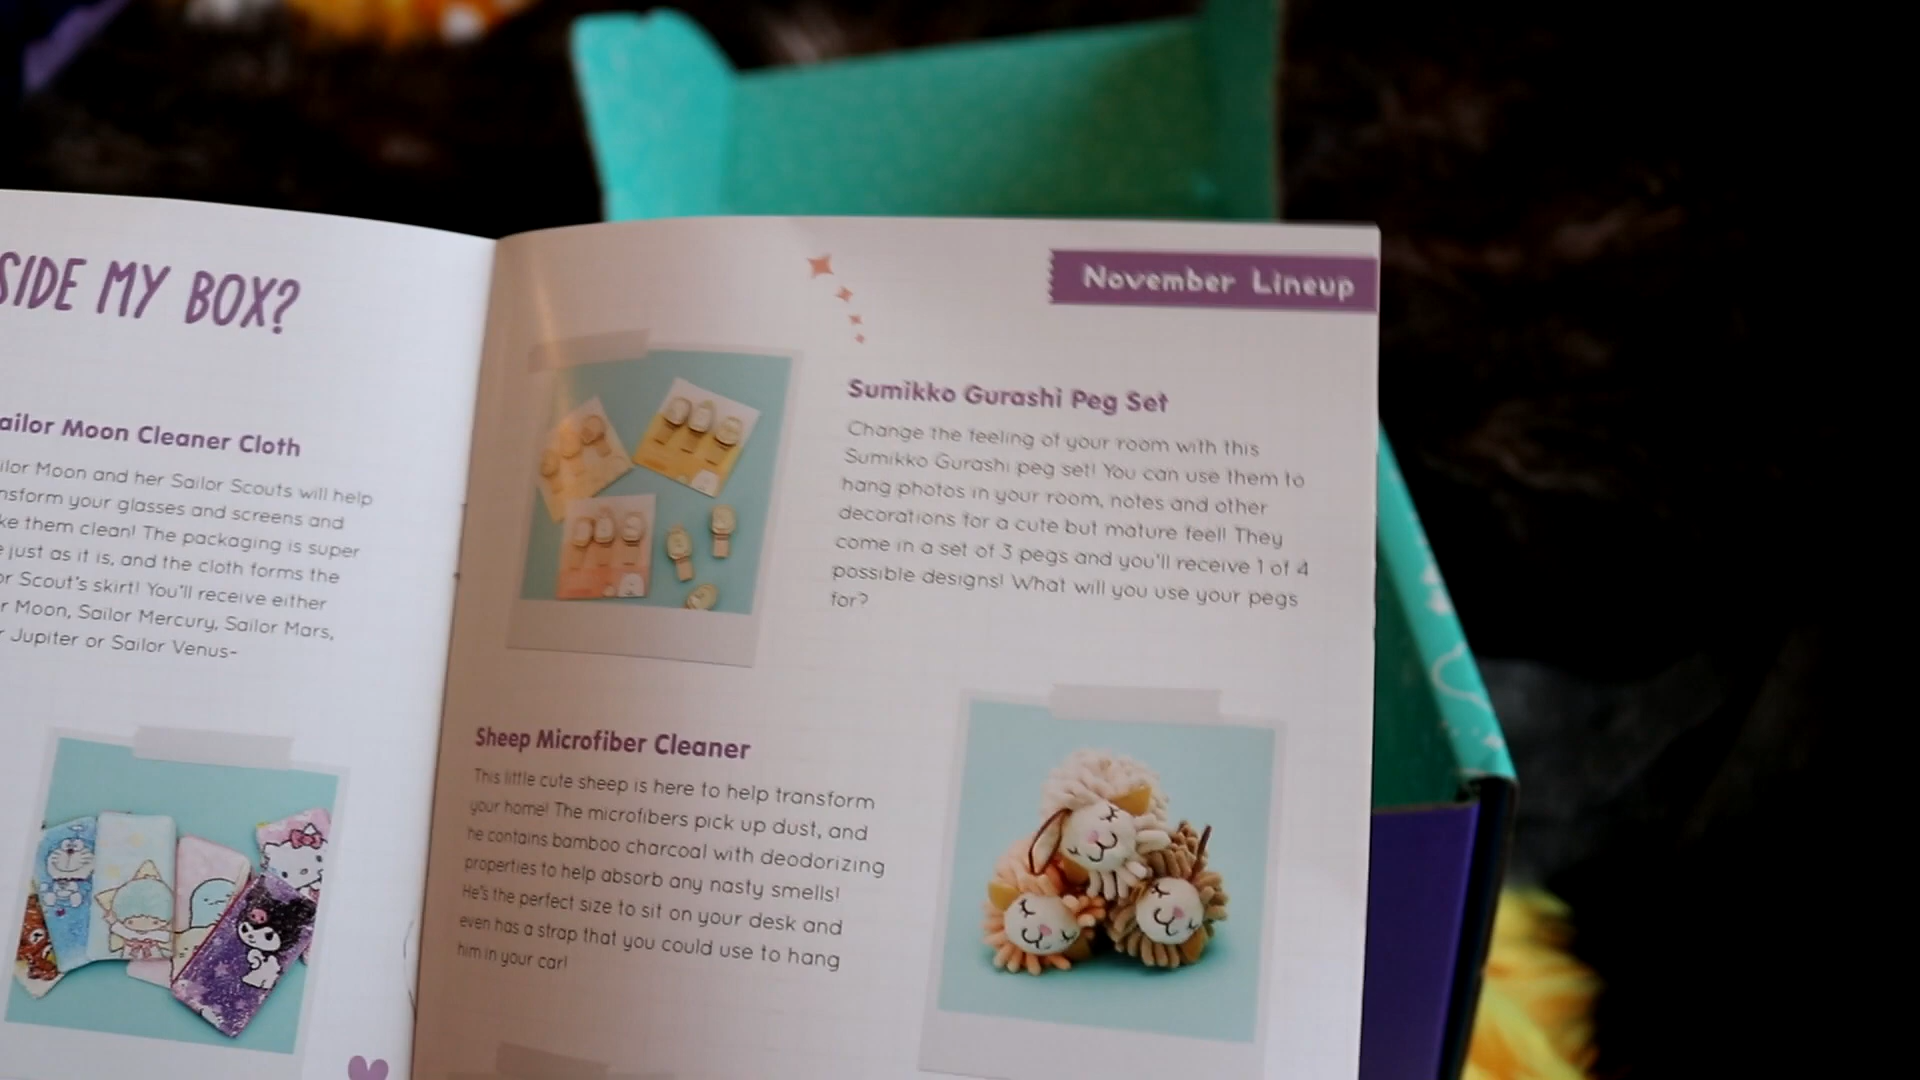 SIDE MY BOX?
ailor Moon Cleaner Cloth
ilor Moon and her Sailor Scouts will help
nsform your glasses and screens and
ke them clean! The packaging is super
e just as it is, and the cloth forms the
or Scout's skirt! You'll receive either
r Moon, Sailor Mercury, Sailor Mars,
r Jupiter or Sailor Venus~
November Lineup
Sumikko Gurashi Peg Set
Change the feeling of your room with this
Sumikko Gurashi peg set! You can use them to
hang photos in your room, notes and other
decorations for a cute but mature feel! They
come in a set of 3 pegs and you'll receive 1 of 4
possible designs! What will you use your pegs
for?
Sheep Microfiber Cleaner
This little cute sheep is here to help transform
your home! The microfibers pick up dust, and
he contains bamboo charcoal with deodorizing
properties to help absorb any nasty smells!
He's the perfect size to sit on your desk and
even has a strap that you could use to hang
him in your car!